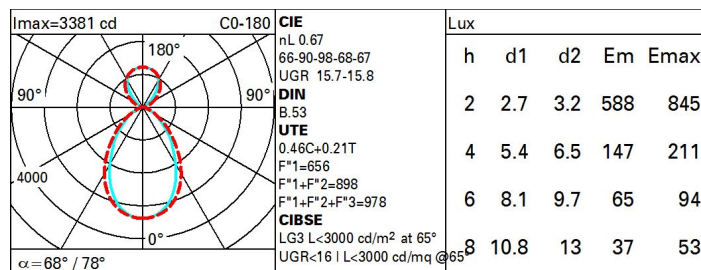 Imax=3381 cd C0-180
180°
90° 90°
4000
0°
α=68° / 78°
CIE
nL 0.67
66-90-98-68-67
UGR 15.7-15.8
DIN
B.53
UTE
0.46C+0.21T
F"1=656
F"1+F"2=898
F"1+F"2+F"3=978
CIBSE
LG3 L<3000 cd/m² at 65°
UGR<16 | L<3000 cd/mq @65°
Lux
h d1 d2 Em Emax
2 2.7 3.2 588 845
4 5.4 6.5 147 211
6 8.1 9.7 65 94
8 10.8 13 37 53